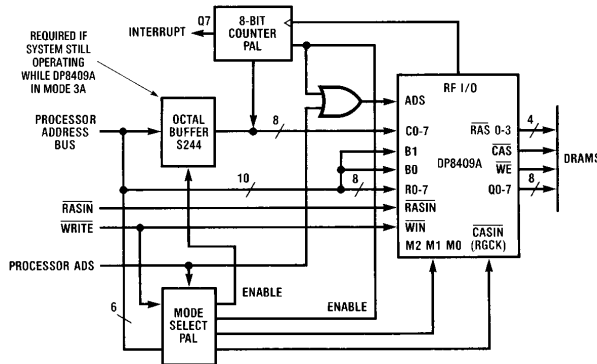 Q7
INTERRUPT
8-BIT
COUNTER
PAL
REQUIRED IF
SYSTEM STILL
OPERATING
WHILE DP8409A
IN MODE 3A
RF I/O
ADS
PROCESSOR
ADDRESS
BUS
OCTAL
BUFFER
S244
8
C0-7
RAS 0-3
4
B1
CAS
DRAMS
B0
DP8409A
WE
10
8
R0-7
Q0-7
8
RASIN
RASIN
WRITE
WIN
CASIN
(RGCK)
M2 M1 M0
PROCESSOR ADS
ENABLE
ENABLE
6
MODE
SELECT
PAL